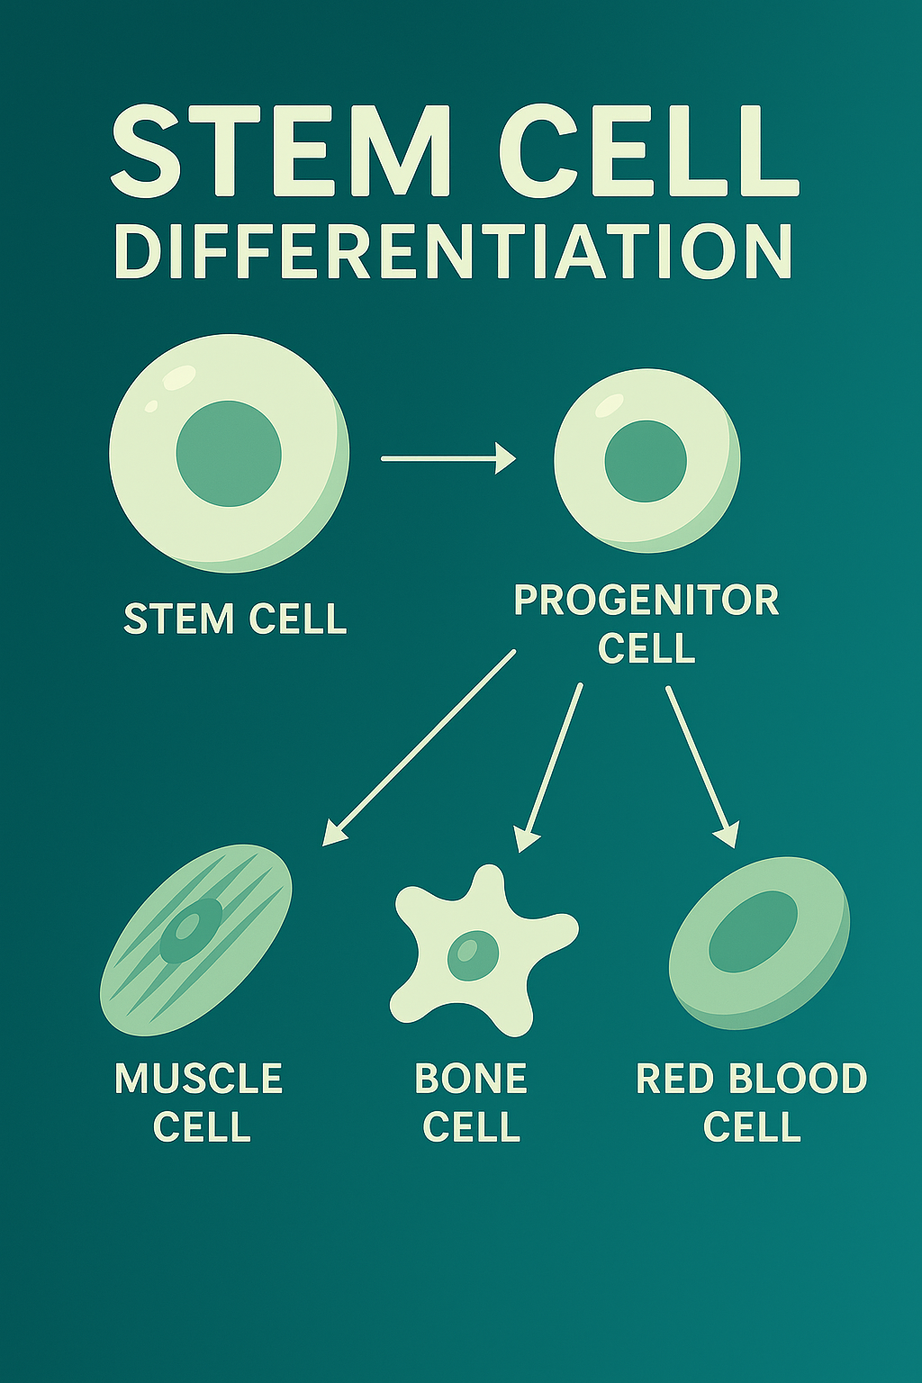 STEM CELL
DIFFERENTIATION
STEM CELL
PROGENITOR
CELL
MUSCLE
CELL
BONE
CELL
RED BLOOD
CELL